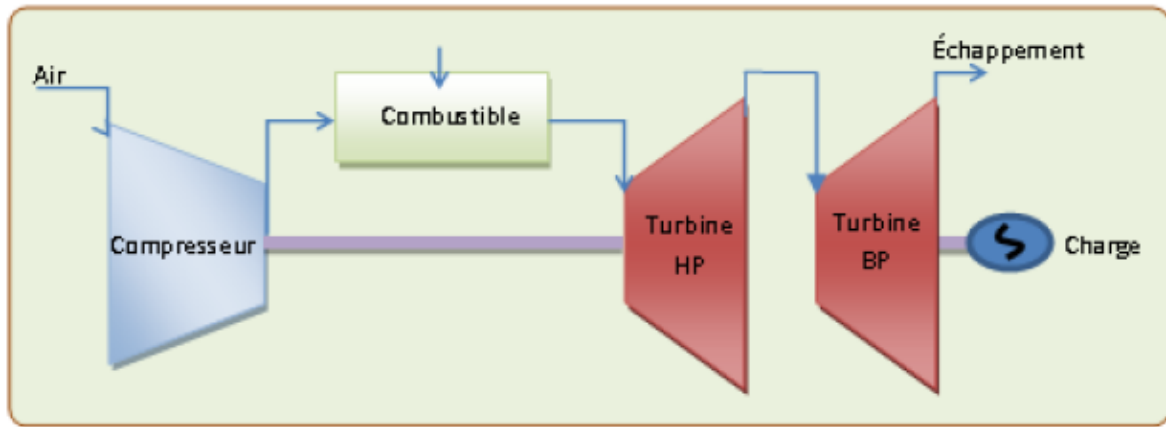 Air
Combustible
Échappement
Compresseur
Turbine
HP
Turbine
BP
Charge